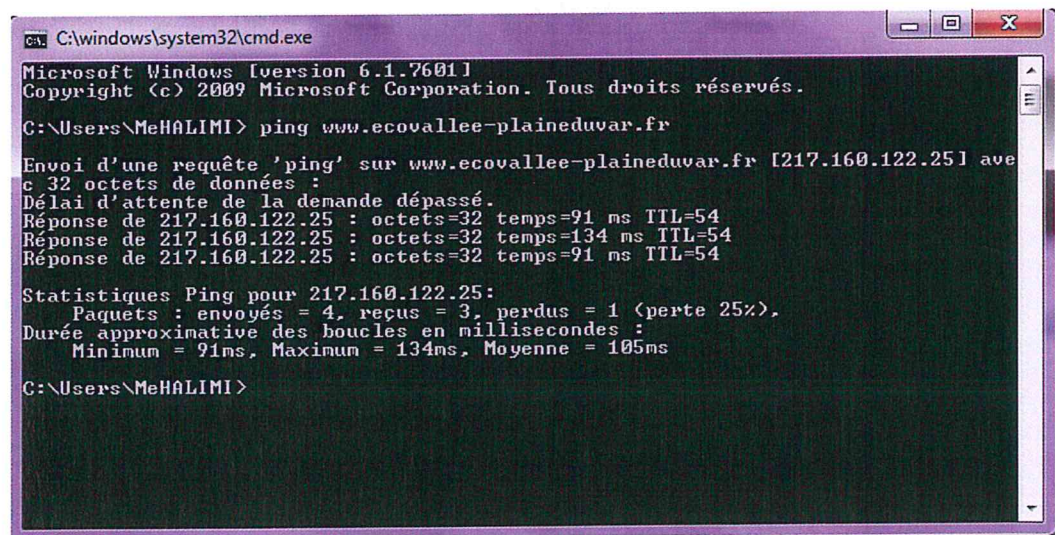 C:\windows\system32\cmd.exe
Microsoft Windows [version 6.1.7601]
Copyright (c) 2009 Microsoft Corporation. Tous droits réservés.
C:\Users\MeHALIMI> ping www.ecovallee-plaineduvar.fr
Envoi d'une requête 'ping' sur www.ecovallee-plaineduvar.fr [217.160.122.25] ave
c 32 octets de données :
Délai d'attente de la demande dépassé.
Réponse de 217.160.122.25 : octets=32 temps=91 ms TTL=54
Réponse de 217.160.122.25 : octets=32 temps=134 ms TTL=54
Réponse de 217.160.122.25 : octets=32 temps=91 ms TTL=54
Statistiques Ping pour 217.160.122.25:
Paquets : envoyés = 4, reçus = 3, perdus = 1 (perte 25%),
Durée approximative des boucles en millisecondes :
Minimum = 91ms, Maximum = 134ms, Moyenne = 105ms
C:\Users\MeHALIMI>